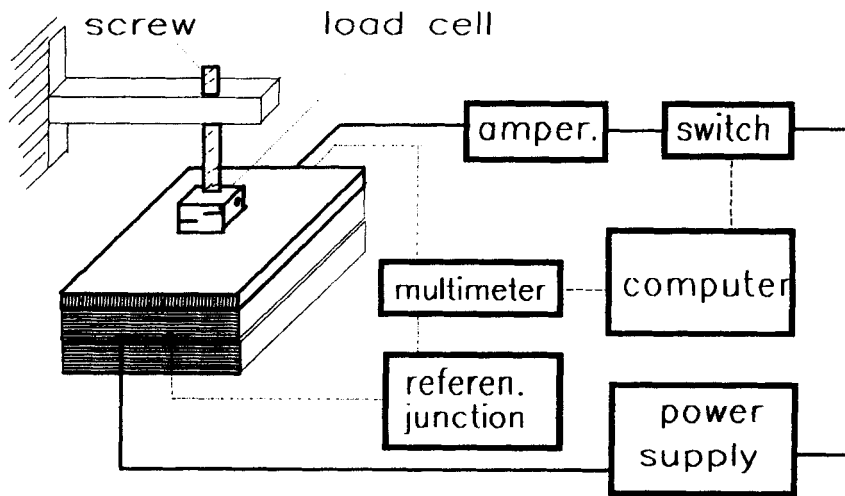 screw
load cell
amper.
switch
multimeter
computer
referen.
junction
power
supply